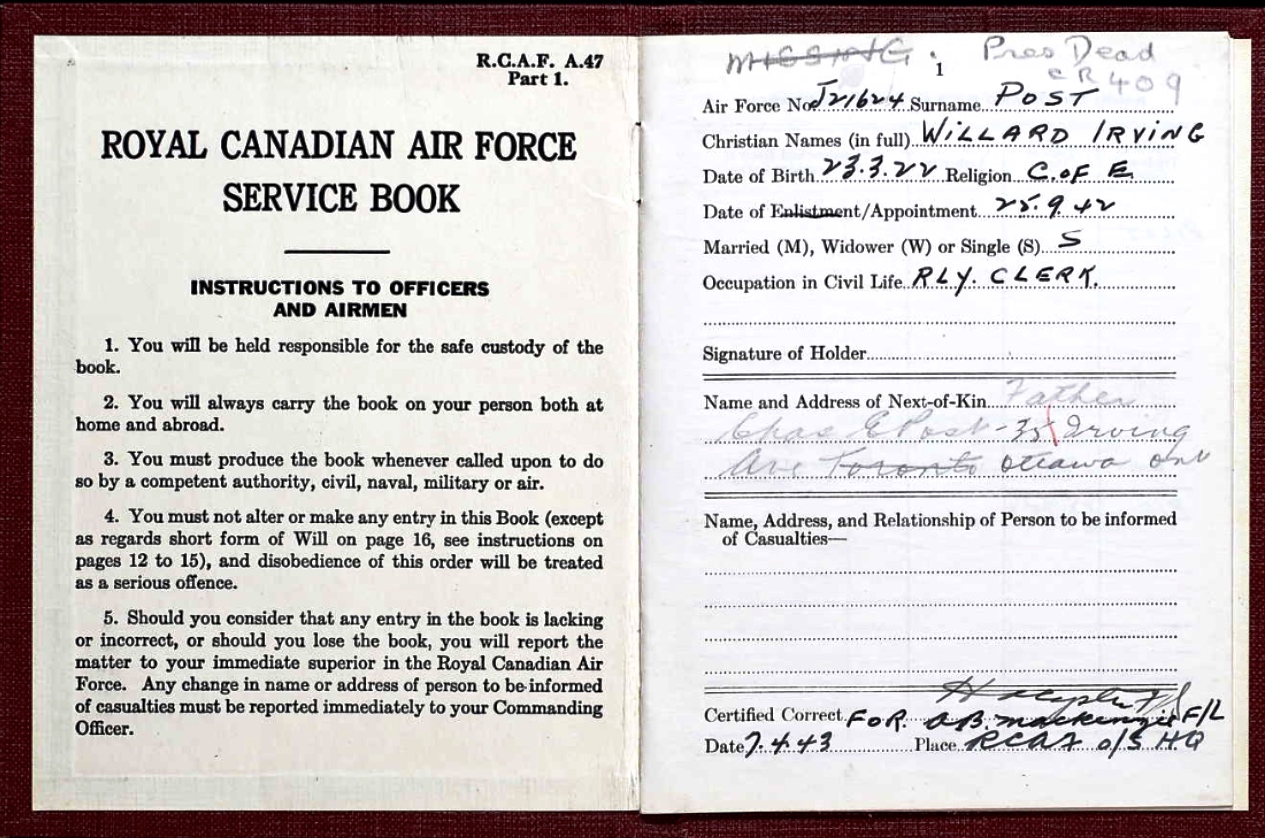 R.C.A.F. A.47
Part 1.
ROYAL CANADIAN AIR FORCE
SERVICE BOOK
INSTRUCTIONS TO OFFICERS
AND AIRMEN
1. You will be held responsible for the safe custody of the
book.
2. You will always carry the book on your person both at
home and abroad.
3. You must produce the book whenever called upon to do
so by a competent authority, civil, naval, military or air.
4. You must not alter or make any entry in this Book (except
as regards short form of Will on page 16, see instructions on
pages 12 to 15), and disobedience of this order will be treated
as a serious offence.
5. Should you consider that any entry in the book is lacking
or incorrect, or should you lose the book, you will report the
matter to your immediate superior in the Royal Canadian Air
Force. Any change in name or address of person to be informed
of casualties must be reported immediately to your Commanding
Officer.
MISSING. Pres Dead
1
CR 409
Air Force No. J21624 Surname POST
Christian Names (in full) WILLARD IRVING
Date of Birth 23.3.22 Religion C. OF E.
Date of Enlistment/Appointment 25.9.42
Married (M), Widower (W) or Single (S) S
Occupation in Civil Life RLY. CLERK.
Signature of Holder
Name and Address of Next-of-Kin Father
Chas E Post - 35 Irving
Ave Toronto Ottawa Ont
Name, Address, and Relationship of Person to be informed
of Casualties—
Certified Correct FOR. Mackenzie F/L
Date 7.4.43 Place RCAF O/S HQ